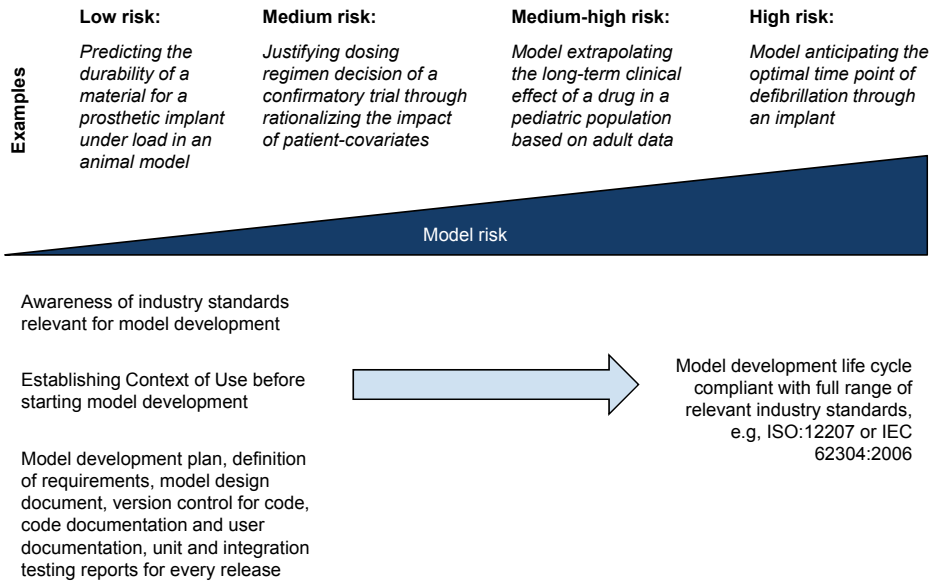 Low risk:
Predicting the
durability of a
material for a
prosthetic implant
under load in an
animal model
Medium risk:
Justifying dosing
regimen decision of a
confirmatory trial through
rationalizing the impact
of patient-covariates
Medium-high risk:
Model extrapolating
the long-term clinical
effect of a drug in a
pediatric population
based on adult data
High risk:
Model anticipating the
optimal time point of
defibrillation through
an implant
Examples
Model risk
Awareness of industry standards
relevant for model development
Establishing Context of Use before
starting model development
Model development plan, definition
of requirements, model design
document, version control for code,
code documentation and user
documentation, unit and integration
testing reports for every release
Model development life cycle
compliant with full range of
relevant industry standards,
e.g, ISO:12207 or IEC
62304:2006